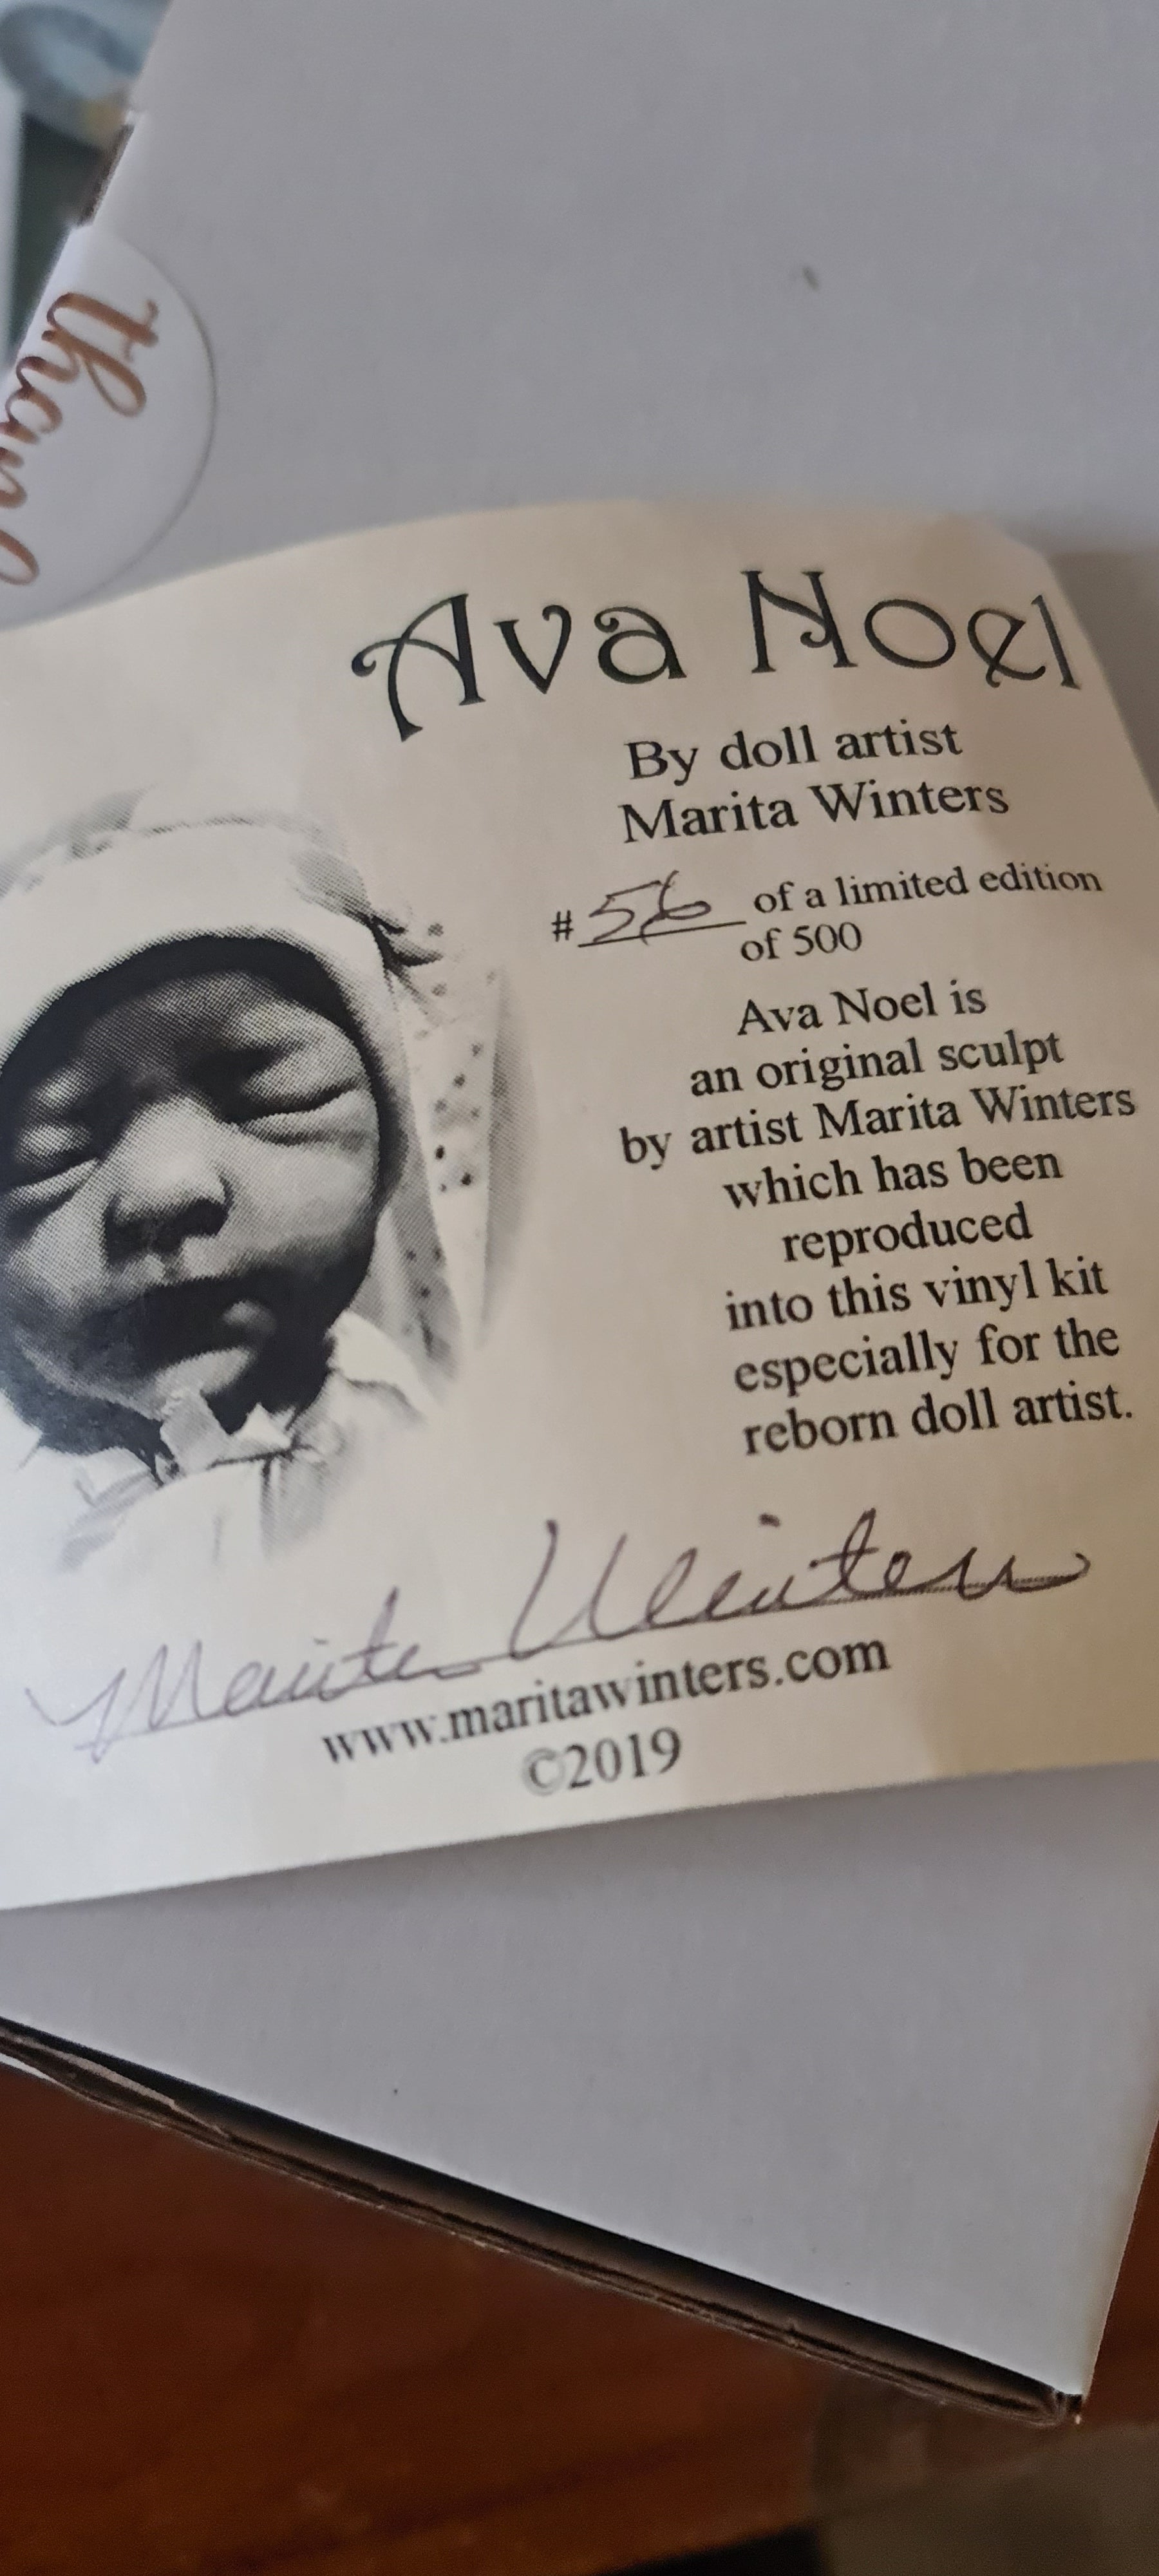 than
Ava Noel
By doll artist
Marita Winters
# 56 of a limited edition
of 500
Ava Noel is
an original sculpt
by artist Marita Winters
which has been
reproduced
into this vinyl kit
especially for the
reborn doll artist.
Marita Winters
www.maritawinters.com
©2019